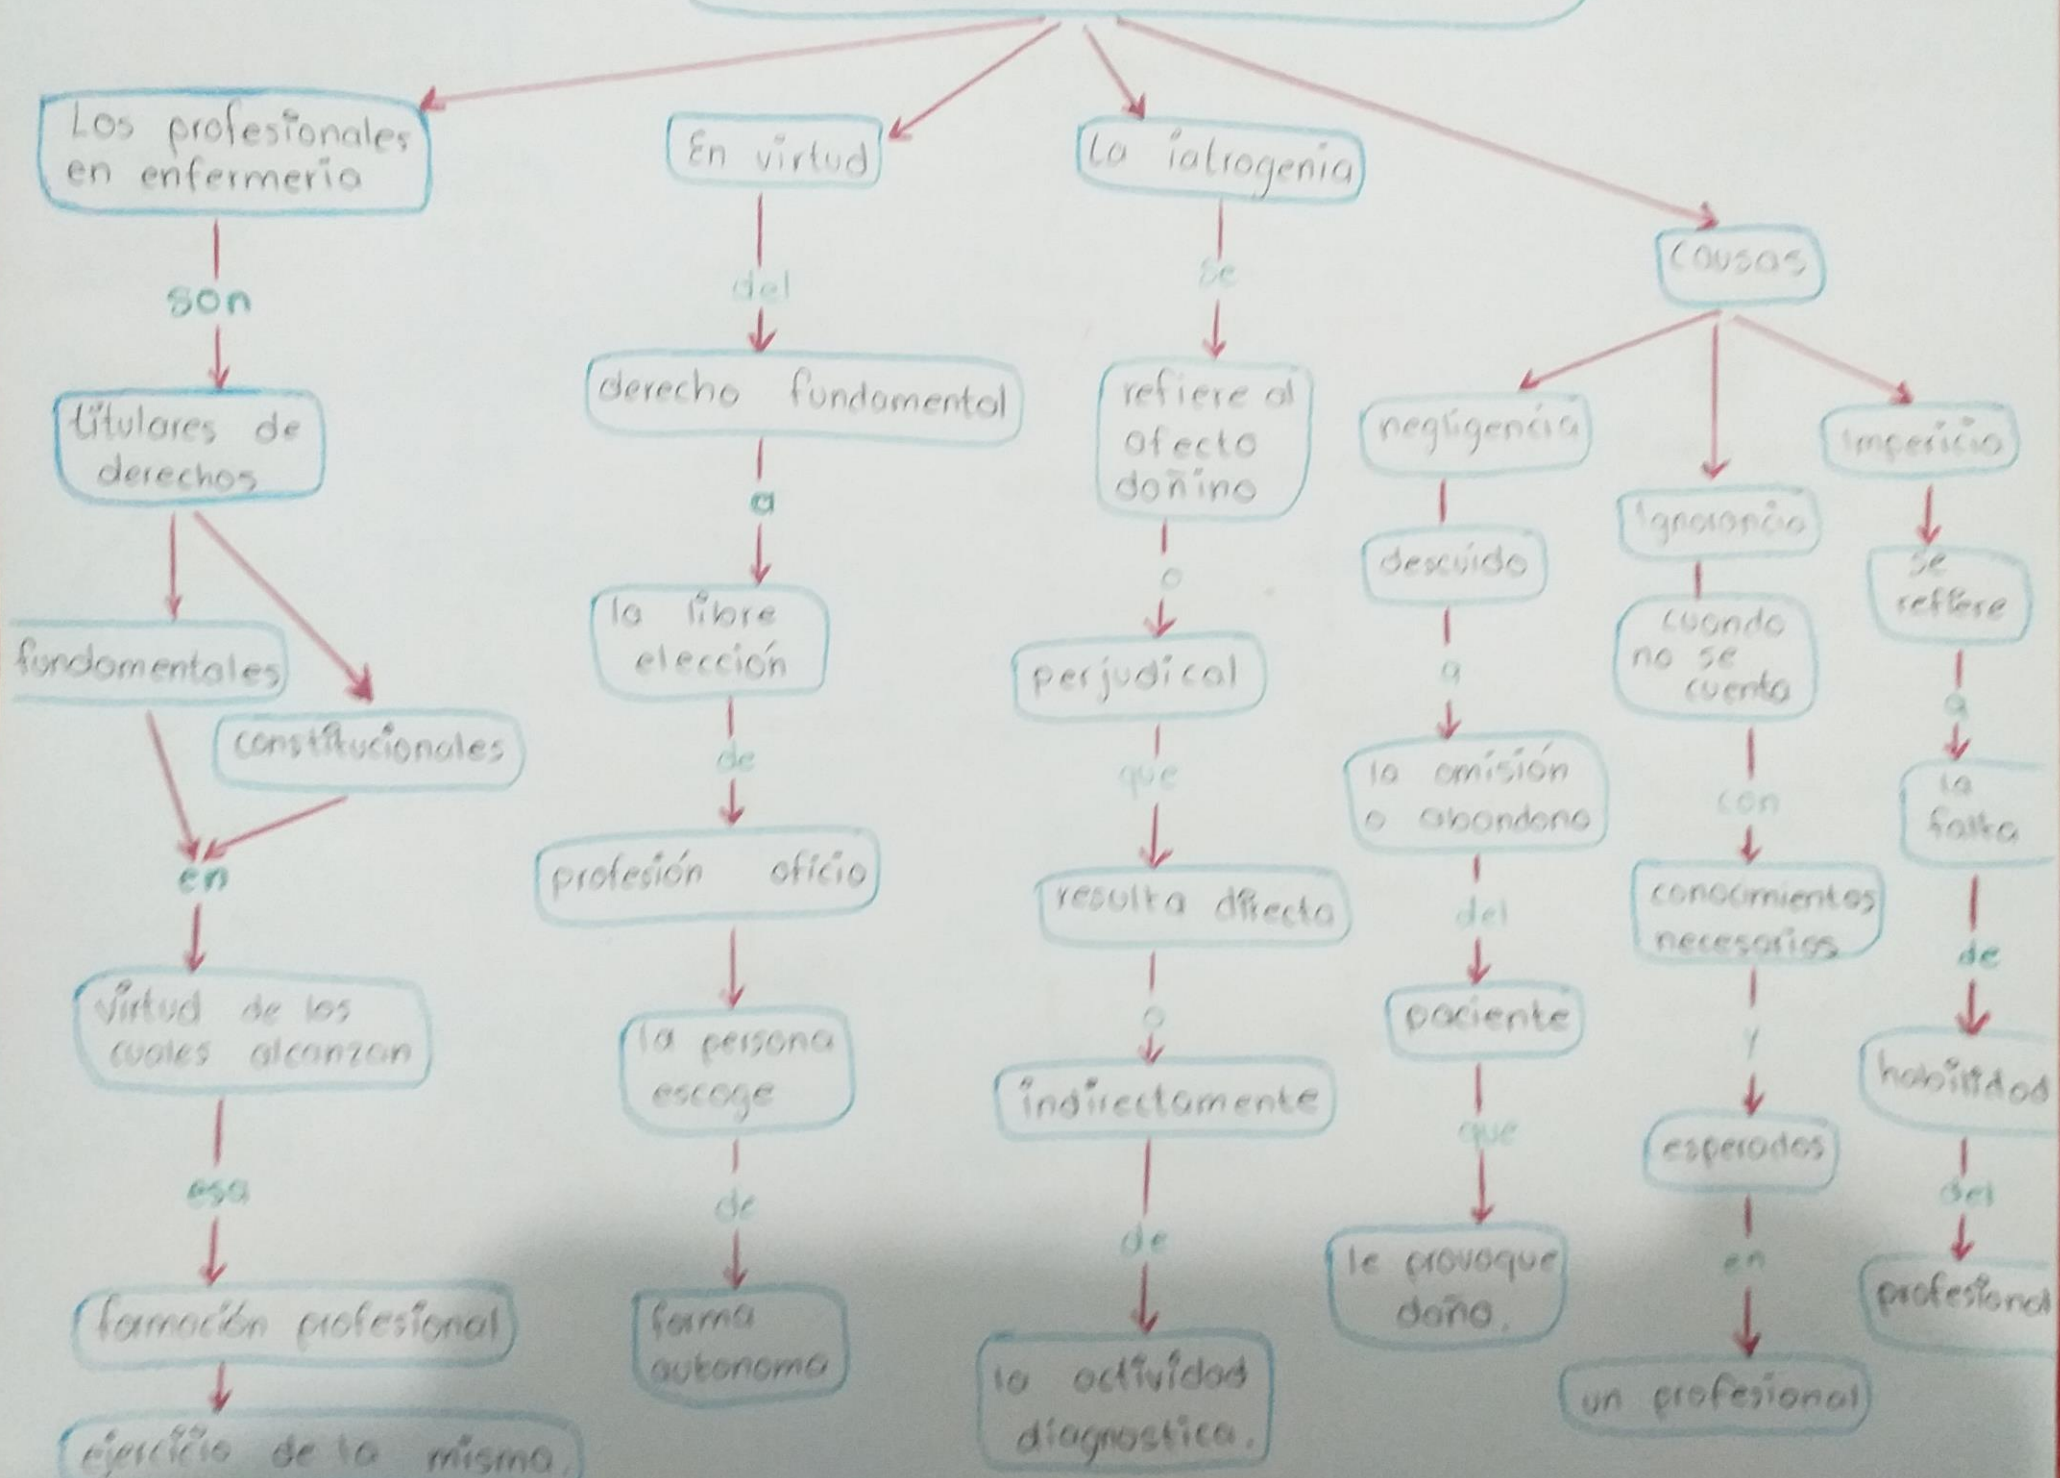 Los profesionales
en enfermeria
son
titulares de
derechos
fundamentales
constitucionales
en
virtud de los
cuales alcanzan
esa
formación profesional
ejercicio de la misma.
En virtud
del
derecho fundamental
a
la libre
elección
de
profesión oficio
la persona
escoge
de
forma
autonoma
La iatrogenia
se
refiere al
afecto
dañino
o
perjudical
que
resulta directa
o
indirectamente
de
la actividad
diagnostica.
causas
negligencia
descuido
a
la omisión
o abandono
del
paciente
que
le provoque
daño.
Ignorancia
cuando
no se
cuenta
con
conocimientos
necesarios
y
esperados
en
un profesional
Impericia
se
refiere
a
la
falta
de
habilidad
del
profesional